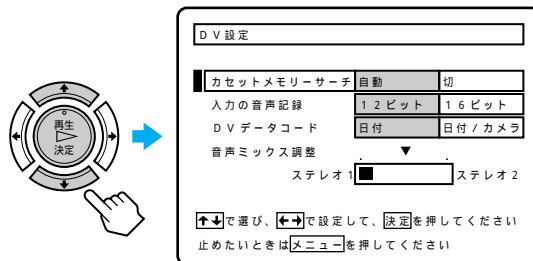 DV設定
カセットメモリーサーチ 自動 切
入力の音声記録 12ビット 16ビット
DVデータコード 日付 日付/カメラ
音声ミックス調整
ステレオ1 ステレオ2
↑↓で選び、←→で設定して、決定を押してください
止めたいときはメニューを押してください
再生
決定